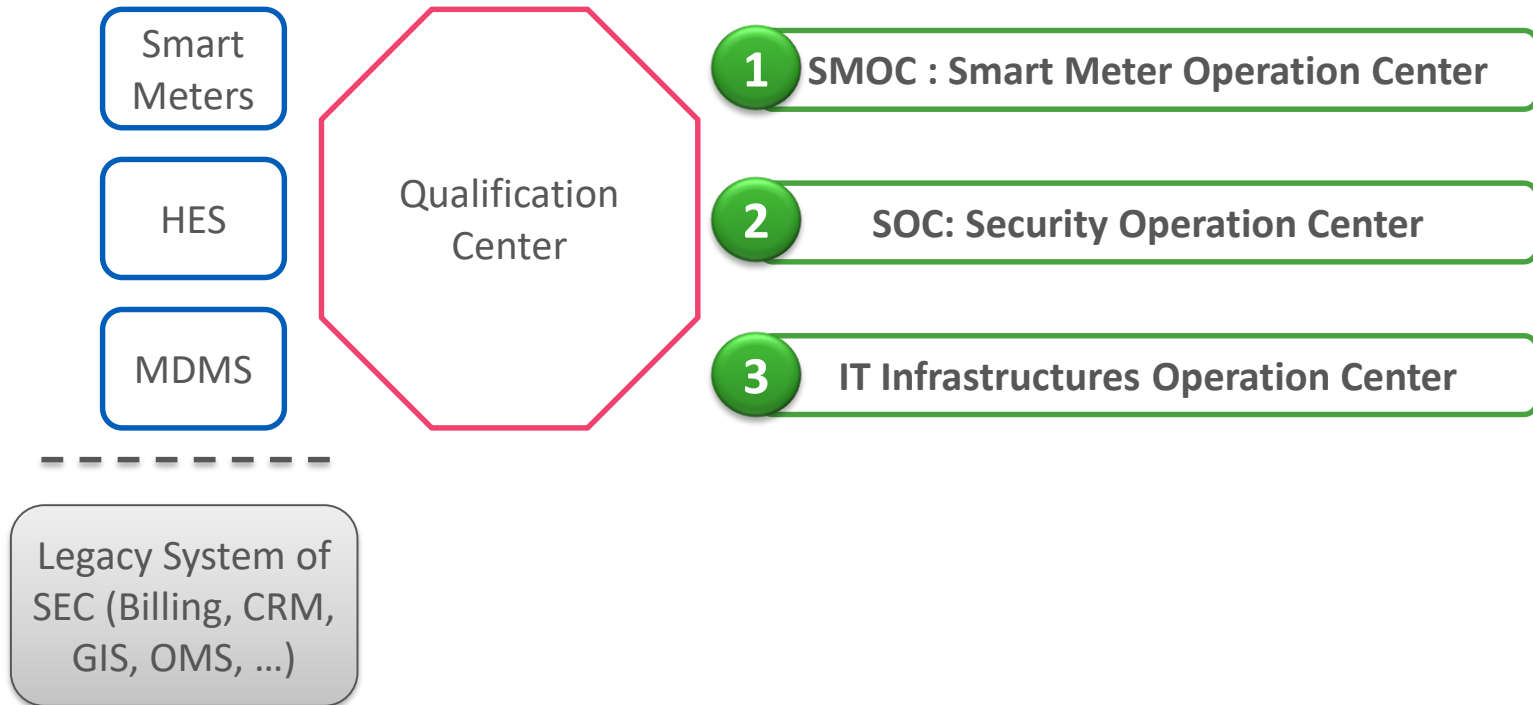 Smart
Meters
HES
MDMS
Legacy System of
SEC (Billing, CRM,
GIS, OMS, ...)
Qualification
Center
1
SMOC : Smart Meter Operation Center
2
SOC: Security Operation Center
3
IT Infrastructures Operation Center